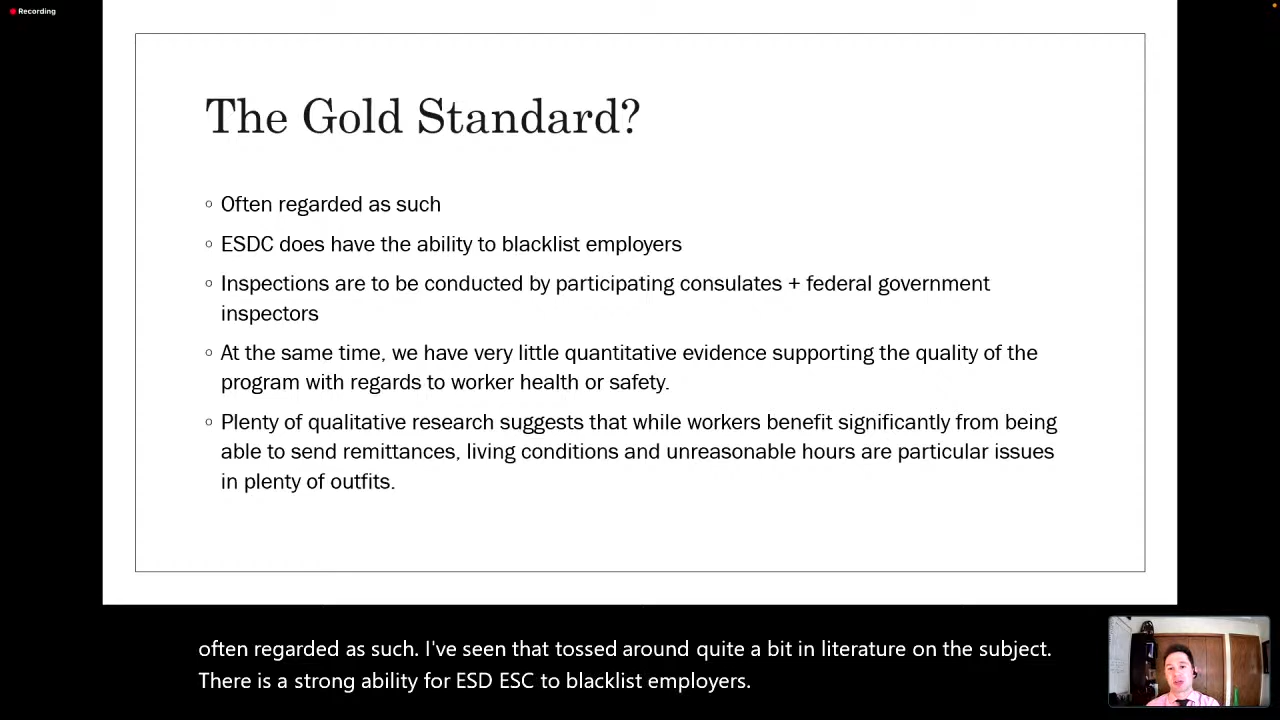 Recording
The Gold Standard?
◦ Often regarded as such
◦ ESDC does have the ability to blacklist employers
◦ Inspections are to be conducted by participating consulates + federal government
inspectors
◦ At the same time, we have very little quantitative evidence supporting the quality of the
program with regards to worker health or safety.
◦ Plenty of qualitative research suggests that while workers benefit significantly from being
able to send remittances, living conditions and unreasonable hours are particular issues
in plenty of outfits.
often regarded as such. I've seen that tossed around quite a bit in literature on the subject.
There is a strong ability for ESD ESC to blacklist employers.